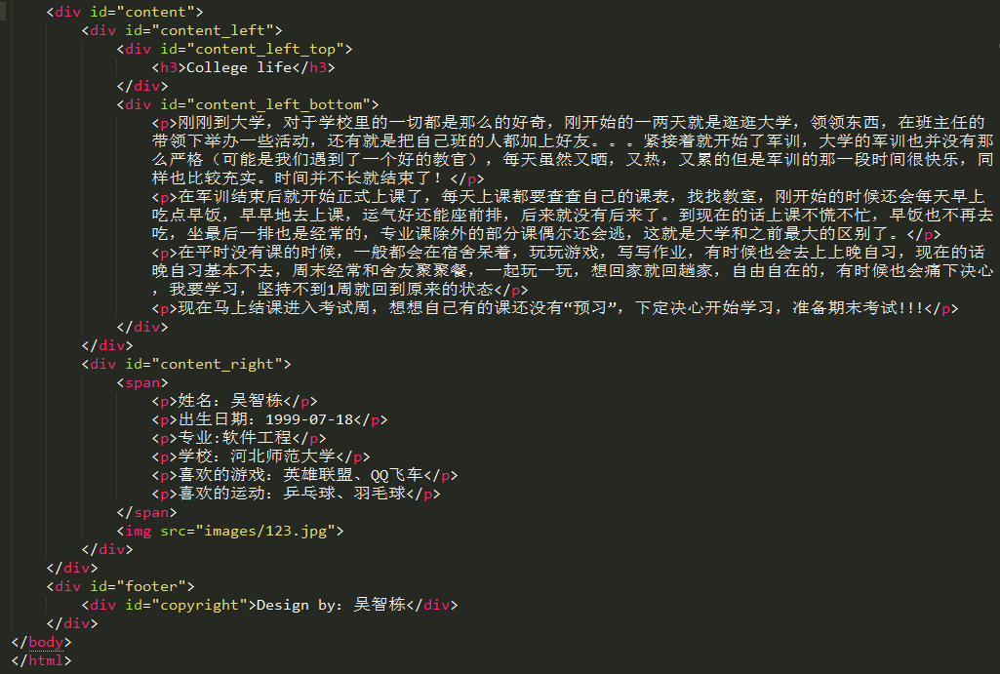 <div id="content">
<div id="content_left">
<div id="content_left_top">
<h3>College life</h3>
</div>
<div id="content_left_bottom">
<p>刚刚到大学，对于学校里的一切都是那么的好奇，刚开始的一两天就是逛逛大学，领领东西，在班主任的
带领下举办一些活动，还有就是把自己班的人都加上好友。。。紧接着就开始了军训，大学的军训也并没有那
么严格（可能是我们遇到了一个好的教官），每天虽然又晒，又热，又累的但是军训的那一段时间很快乐，同
样也比较充实。时间并不长就结束了！</p>
<p>在军训结束后就开始正式上课了，每天上课都要查查自己的课表，找找教室，刚开始的时候还会每天早上
吃点早饭，早早地去上课，运气好还能座前排，后来就没有后来了。到现在的话上课不慌不忙，早饭也不再去
吃，坐最后一排也是经常的，专业课除外的部分课偶尔还会逃，这就是大学和之前最大的区别了。</p>
<p>在平时没有课的时候，一般都会在宿舍呆着，玩玩游戏，写写作业，有时候也会去上上晚自习，现在的话
晚自习基本不去，周末经常和舍友聚聚餐，一起玩一玩，想回家就回趟家，自由自在的，有时候也会痛下决心
，我要学习，坚持不到1周就回到原来的状态</p>
<p>现在马上结课进入考试周，想想自己有的课还没有“预习”，下定决心开始学习，准备期末考试!!!</p>
</div>
</div>
<div id="content_right">
<span>
<p>姓名：吴智栋</p>
<p>出生日期：1999-07-18</p>
<p>专业:软件工程</p>
<p>学校：河北师范大学</p>
<p>喜欢的游戏：英雄联盟、QQ飞车</p>
<p>喜欢的运动：乒乓球、羽毛球</p>
</span>
<img src="images/123.jpg">
</div>
</div>
<div id="footer">
<div id="copyright">Design by：吴智栋</div>
</div>
</body>
</html>